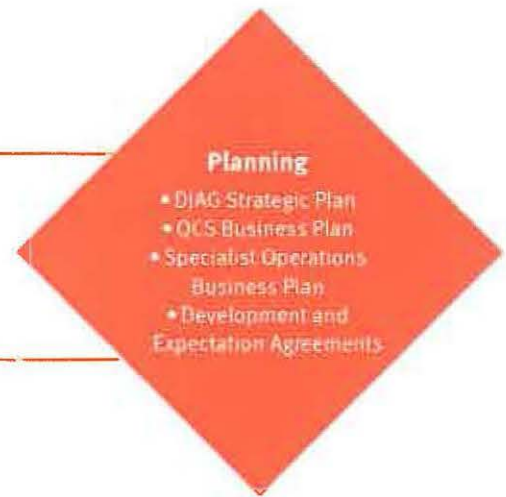 Planning
• DJAG Strategic Plan
• QCS Business Plan
• Specialist Operations
Business Plan
• Development and
Expectation Agreements